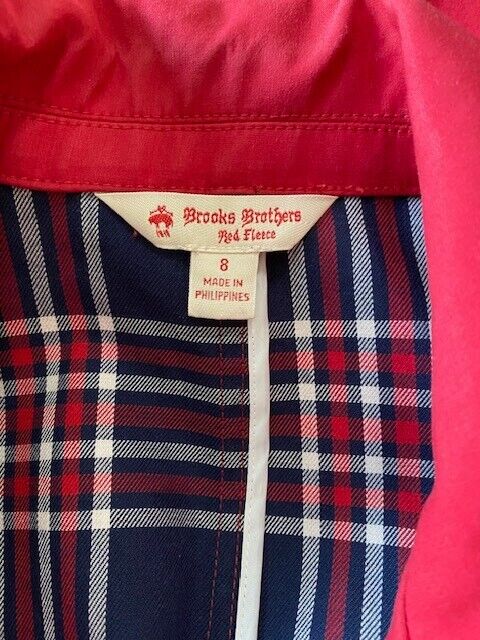 Brooks Brothers
Red Fleece
8
MADE IN
PHILIPPINES